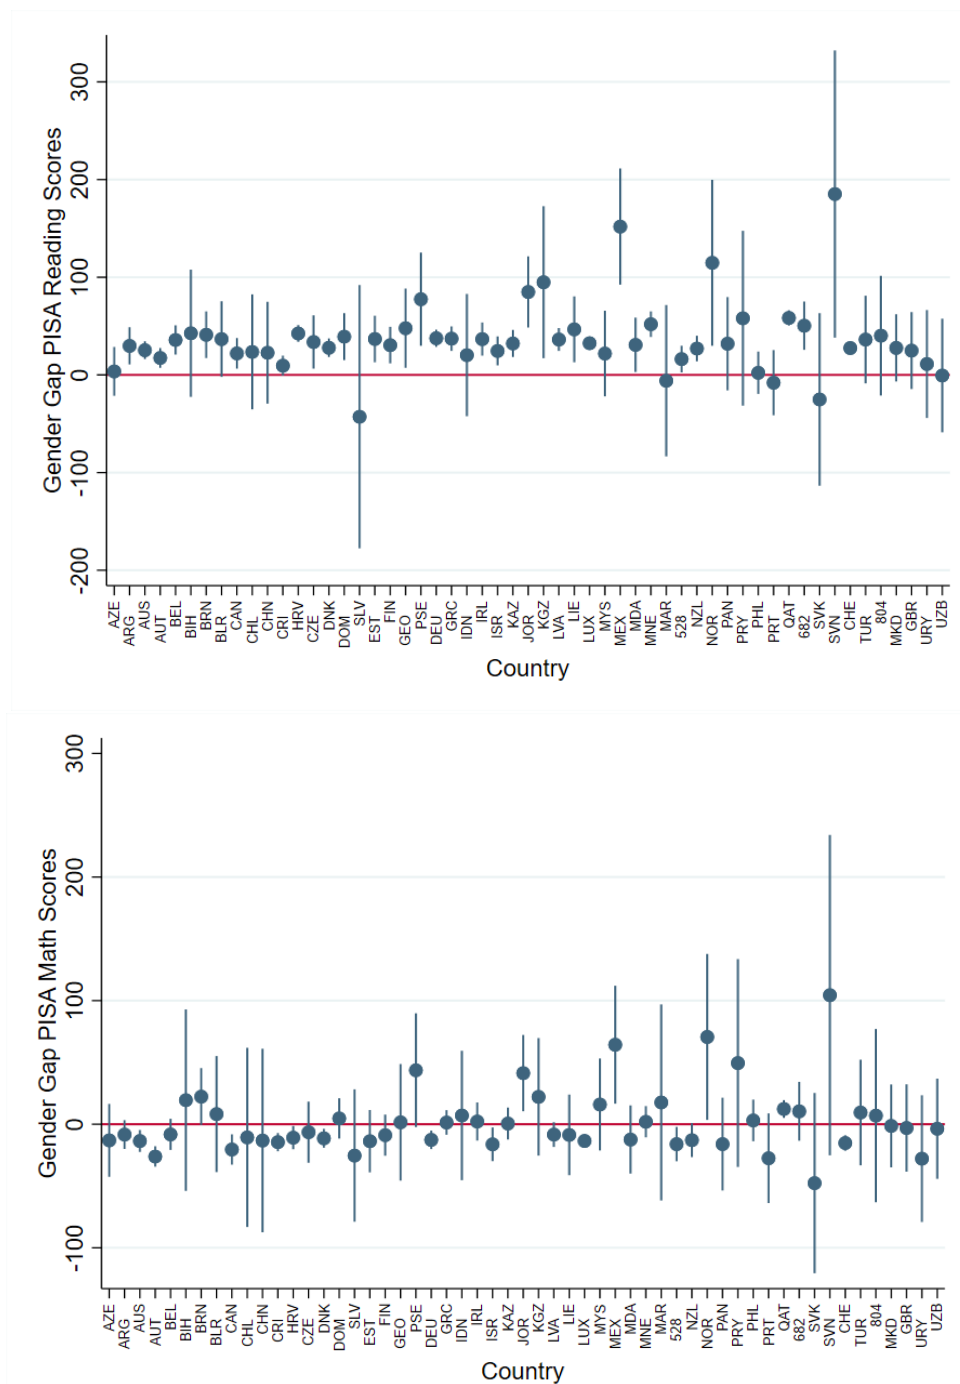 Gender Gap PISA Reading Scores
300
200
100
0
-100
-200
AZE ARG AUS AUT BEL BIH BRN BLR CAN CHL CHN CRI HRV CZE DNK DOM SLV EST FIN GEO PSE DEU GRC IDN IRL ISR KAZ JOR KGZ LVA LIE LUX MYS MEX MDA MNE MAR 528 NZL NOR PAN PRY PHL PRT QAT 682 SVK SVN CHE TUR 804 MKD GBR URY UZB
Country
Gender Gap PISA Math Scores
300
200
100
0
-100
AZE ARG AUS AUT BEL BIH BRN BLR CAN CHL CHN CRI HRV CZE DNK DOM SLV EST FIN GEO PSE DEU GRC IDN IRL ISR KAZ JOR KGZ LVA LIE LUX MYS MEX MDA MNE MAR 528 NZL NOR PAN PRY PHL PRT QAT 682 SVK SVN CHE TUR 804 MKD GBR URY UZB
Country